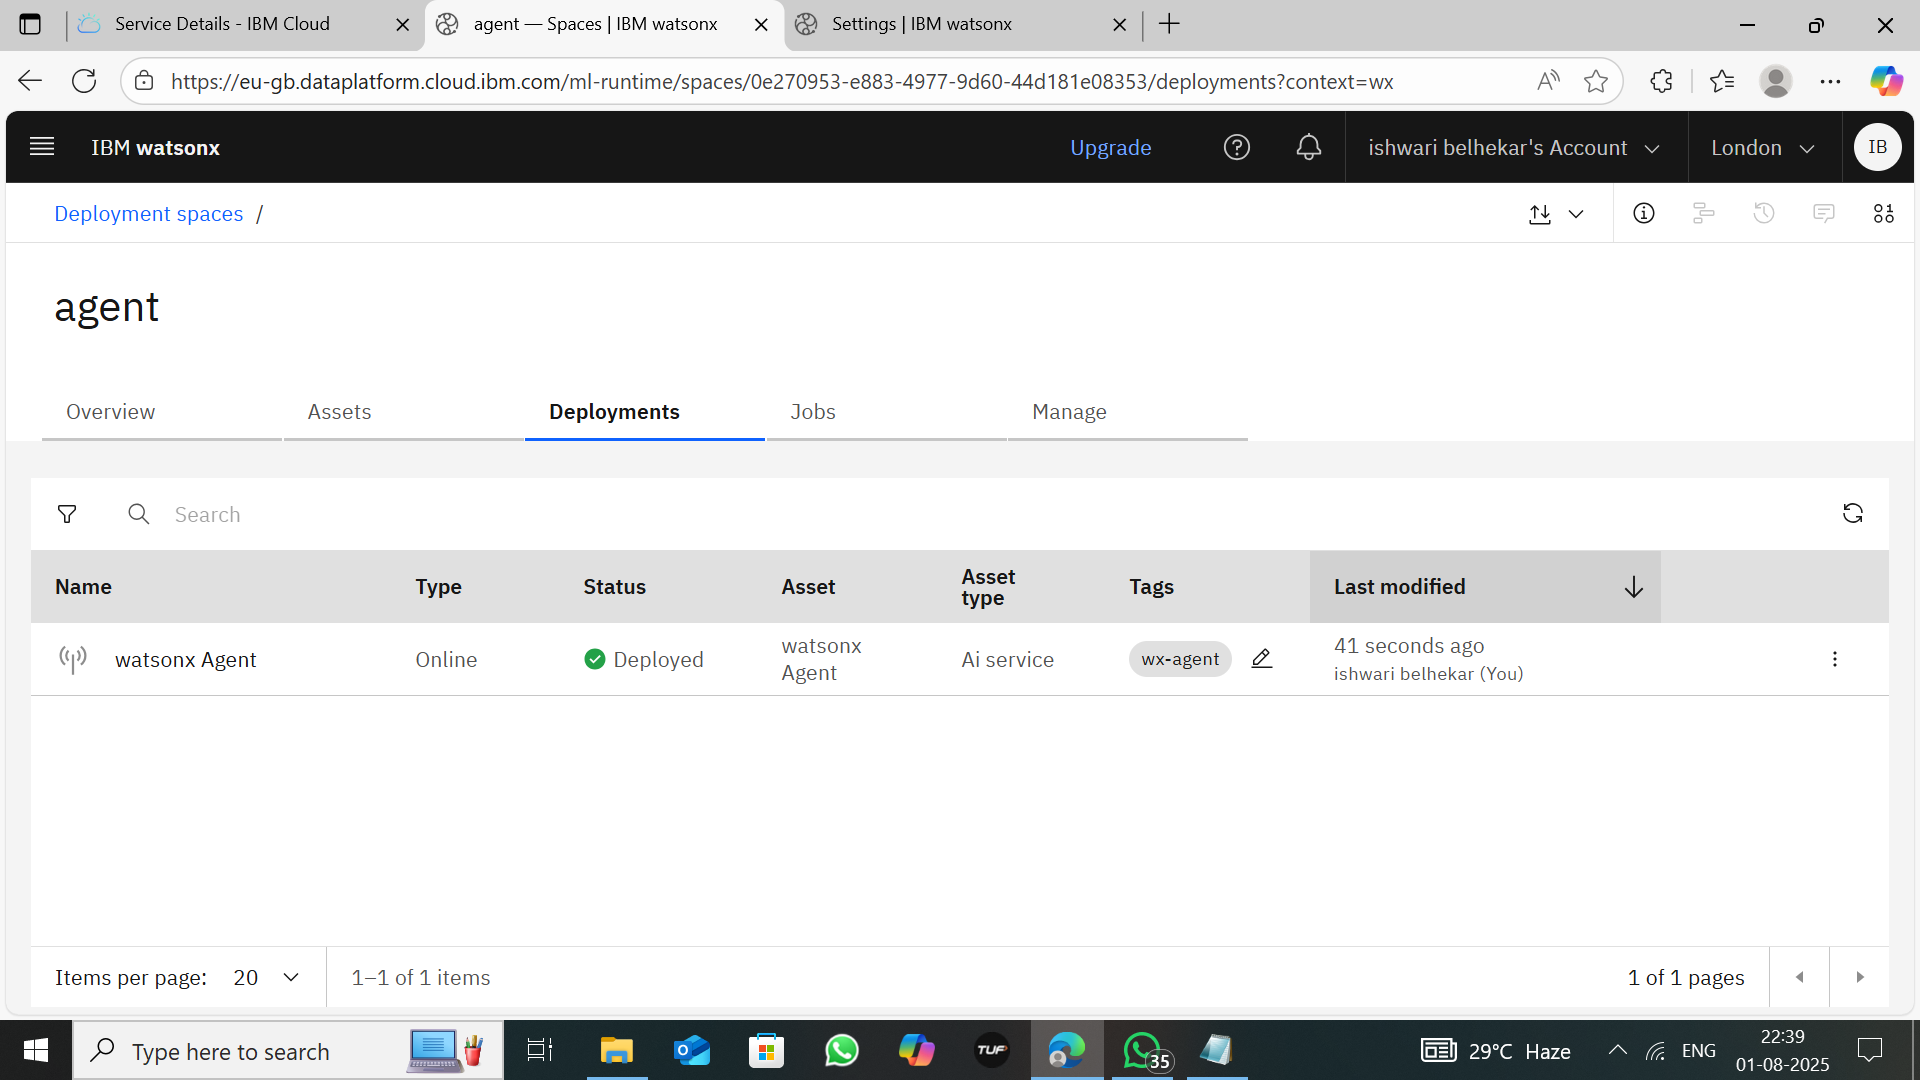 Service Details - IBM Cloud
agent — Spaces | IBM watsonx
Settings | IBM watsonx
https://eu-gb.dataplatform.cloud.ibm.com/ml-runtime/spaces/0e270953-e883-4977-9d60-44d181e08353/deployments?context=wx
IBM watsonx
Upgrade
ishwari belhekar's Account
London
IB
Deployment spaces /
agent
Overview
Assets
Deployments
Jobs
Manage
Search
Name
Type
Status
Asset
Asset
type
Tags
Last modified
watsonx Agent
Online
Deployed
watsonx
Agent
Ai service
wx-agent
41 seconds ago
ishwari belhekar (You)
Items per page: 20
1–1 of 1 items
1 of 1 pages
Type here to search
TUF
35
29°C Haze
ENG
22:39
01-08-2025